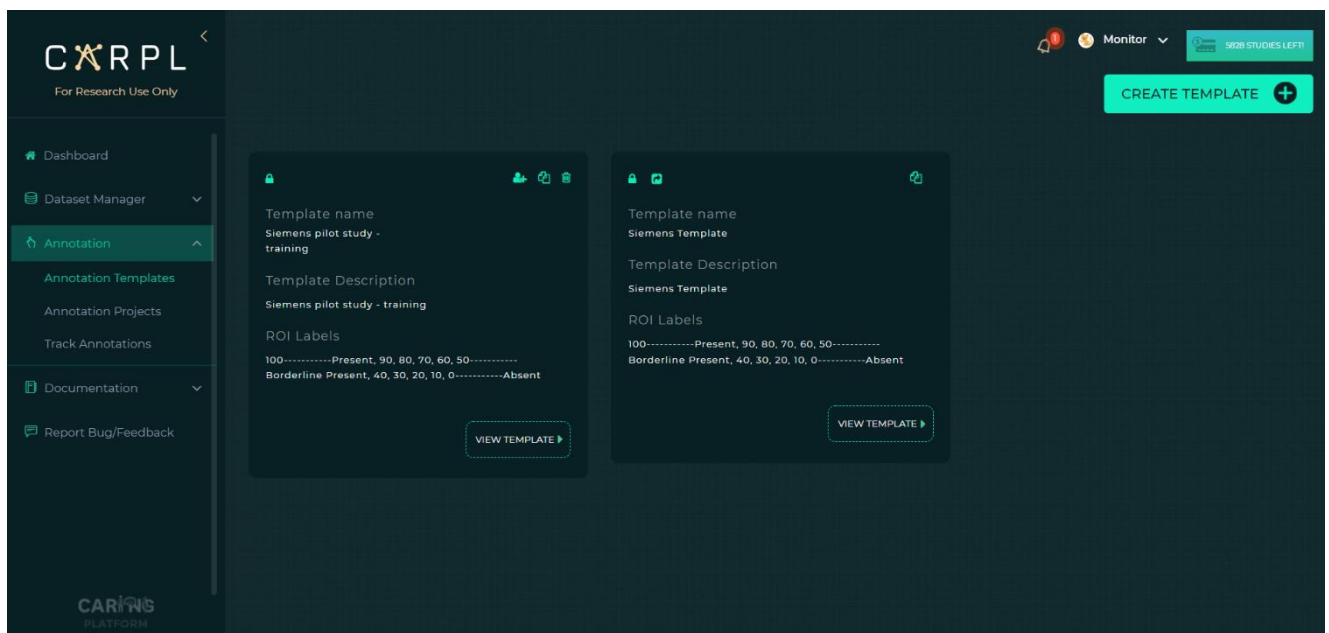 CARPL
For Research Use Only
Dashboard
Dataset Manager
Annotation
Annotation Templates
Annotation Projects
Track Annotations
Documentation
Report Bug/Feedback
CARING
PLATFORM
1
Monitor
5828 STUDIES LEFT!
CREATE TEMPLATE
Template name
Siemens pilot study -
training
Template Description
Siemens pilot study - training
ROI Labels
100-----------Present, 90, 80, 70, 60, 50-----------
Borderline Present, 40, 30, 20, 10, 0-----------Absent
VIEW TEMPLATE
Template name
Siemens Template
Template Description
Siemens Template
ROI Labels
100-----------Present, 90, 80, 70, 60, 50-----------
Borderline Present, 40, 30, 20, 10, 0-----------Absent
VIEW TEMPLATE